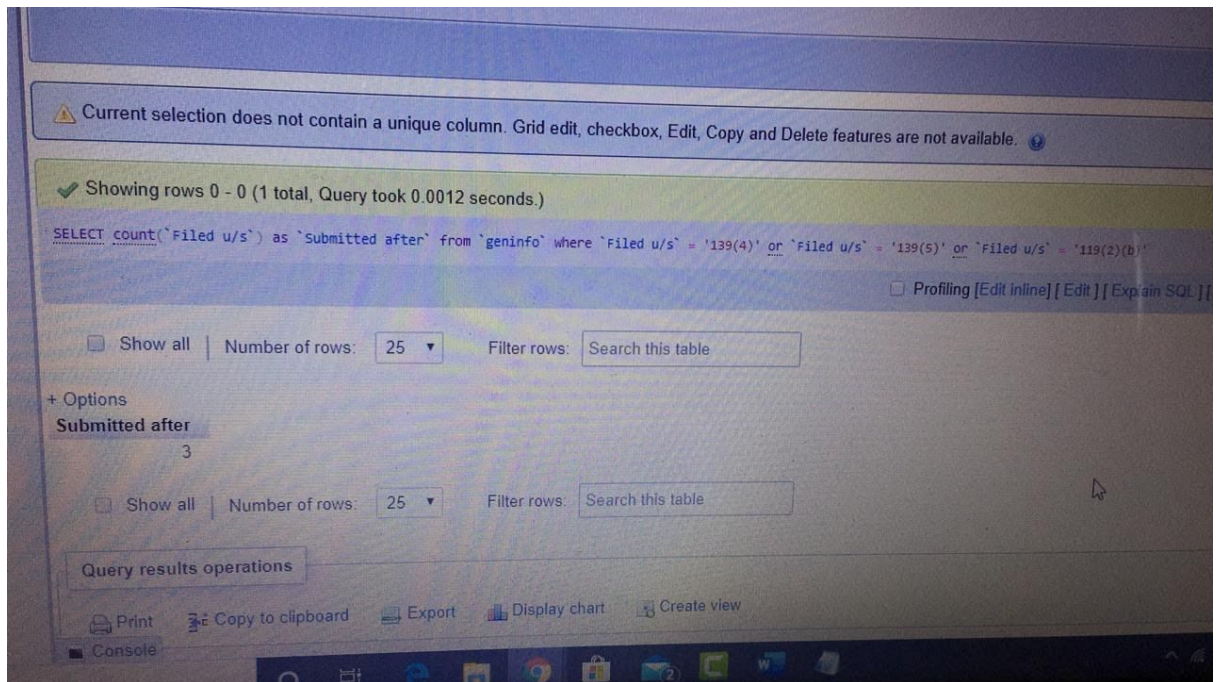 Current selection does not contain a unique column. Grid edit, checkbox, Edit, Copy and Delete features are not available.
Showing rows 0 - 0 (1 total, Query took 0.0012 seconds.)
SELECT count(`Filed u/s`) as `Submitted after` from `geninfo` where `Filed u/s` = '139(4)' or `Filed u/s` = '139(5)' or `Filed u/s` = '119(2)(b)'
Profiling [Edit inline] [ Edit ] [ Explain SQL ] [
Show all | Number of rows: 25 Filter rows: Search this table
+ Options
Submitted after
3
Show all | Number of rows: 25 Filter rows: Search this table
Query results operations
Print Copy to clipboard Export Display chart Create view
Console
2